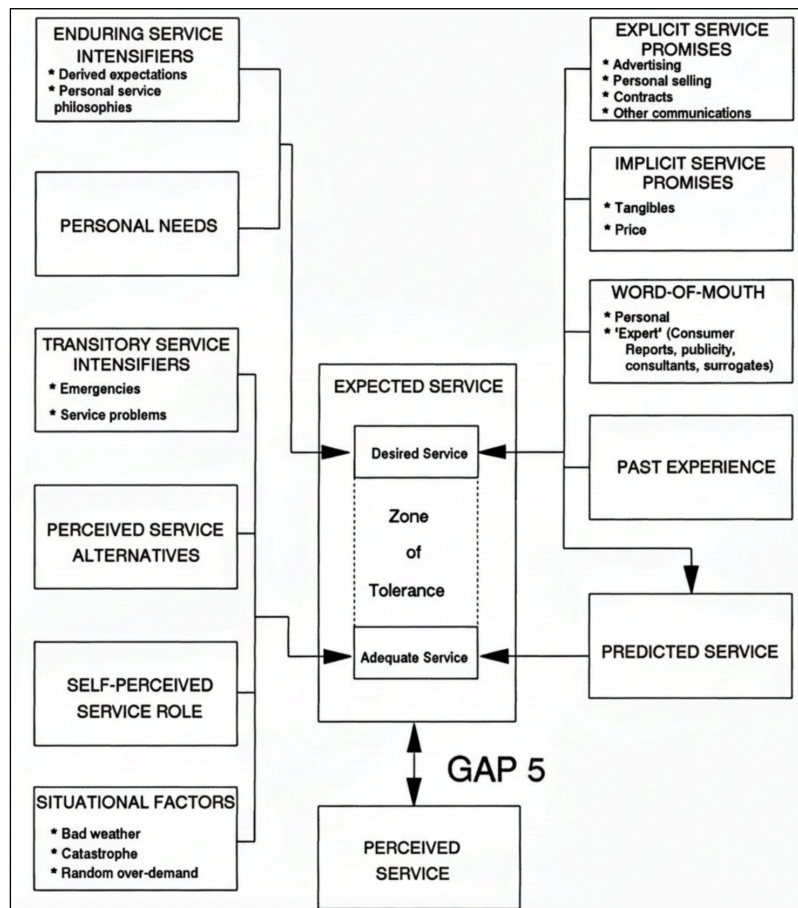 ENDURING SERVICE
INTENSIFIERS
* Derived expectations
* Personal service
philosophies
PERSONAL NEEDS
TRANSITORY SERVICE
INTENSIFIERS
* Emergencies
* Service problems
PERCEIVED SERVICE
ALTERNATIVES
SELF-PERCEIVED
SERVICE ROLE
SITUATIONAL FACTORS
* Bad weather
* Catastrophe
* Random over-demand
EXPECTED SERVICE
Desired Service
Zone
of
Tolerance
Adequate Service
GAP 5
PERCEIVED
SERVICE
EXPLICIT SERVICE
PROMISES
* Advertising
* Personal selling
* Contracts
* Other communications
IMPLICIT SERVICE
PROMISES
* Tangibles
* Price
WORD-OF-MOUTH
* Personal
* 'Expert' (Consumer
Reports, publicity,
consultants, surrogates)
PAST EXPERIENCE
PREDICTED SERVICE